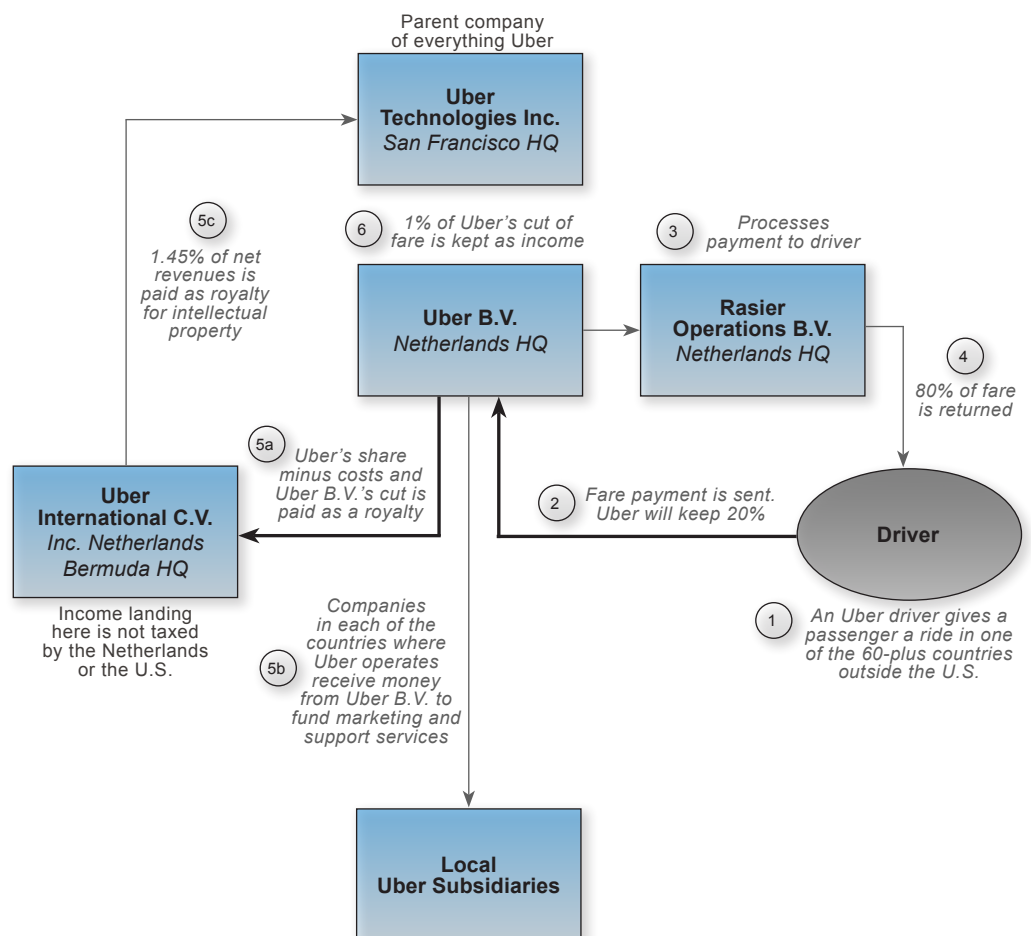 Parent company
of everything Uber
Uber
Technologies Inc.
San Francisco HQ
5c
1.45% of net
revenues is
paid as royalty
for intellectual
property
6
1% of Uber's cut of
fare is kept as income
3
Processes
payment to driver
Uber B.V.
Netherlands HQ
Rasier
Operations B.V.
Netherlands HQ
4
80% of fare
is returned
5a
Uber's share
minus costs and
Uber B.V.'s cut is
paid as a royalty
Uber
International C.V.
Inc. Netherlands
Bermuda HQ
Income landing
here is not taxed
by the Netherlands
or the U.S.
2
Fare payment is sent.
Uber will keep 20%
Driver
1
An Uber driver gives a
passenger a ride in one
of the 60-plus countries
outside the U.S.
5b
Companies
in each of the
countries where
Uber operates
receive money
from Uber B.V. to
fund marketing and
support services
Local
Uber Subsidiaries